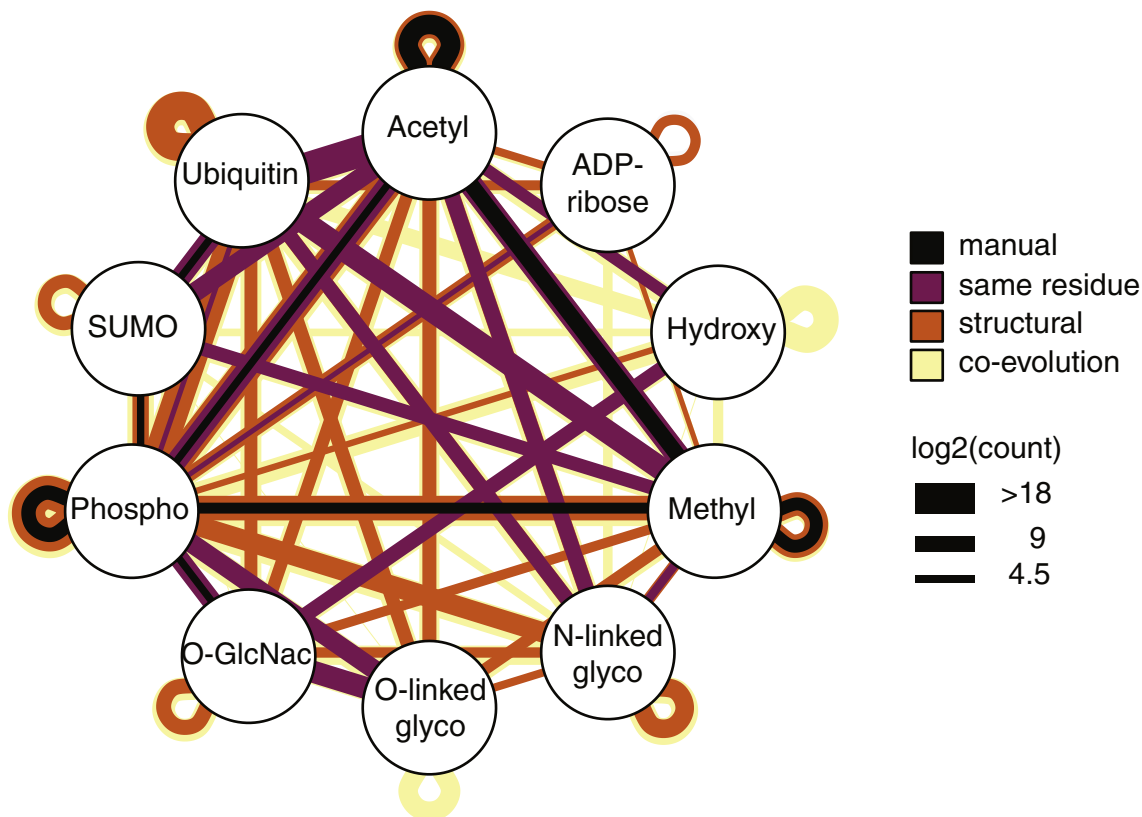 Acetyl
ADP-
ribose
Ubiquitin
Hydroxy
SUMO
Phospho
Methyl
O-GlcNac
N-linked
glyco
O-linked
glyco
manual
same residue
structural
co-evolution
log2(count)
>18
9
4.5